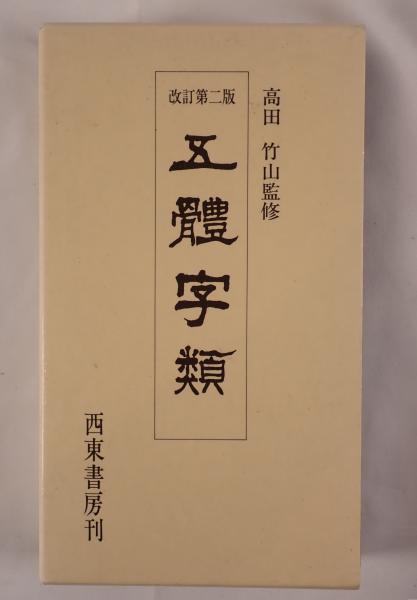 高田 竹山監修
改訂第二版
五體字類
西東書房刊